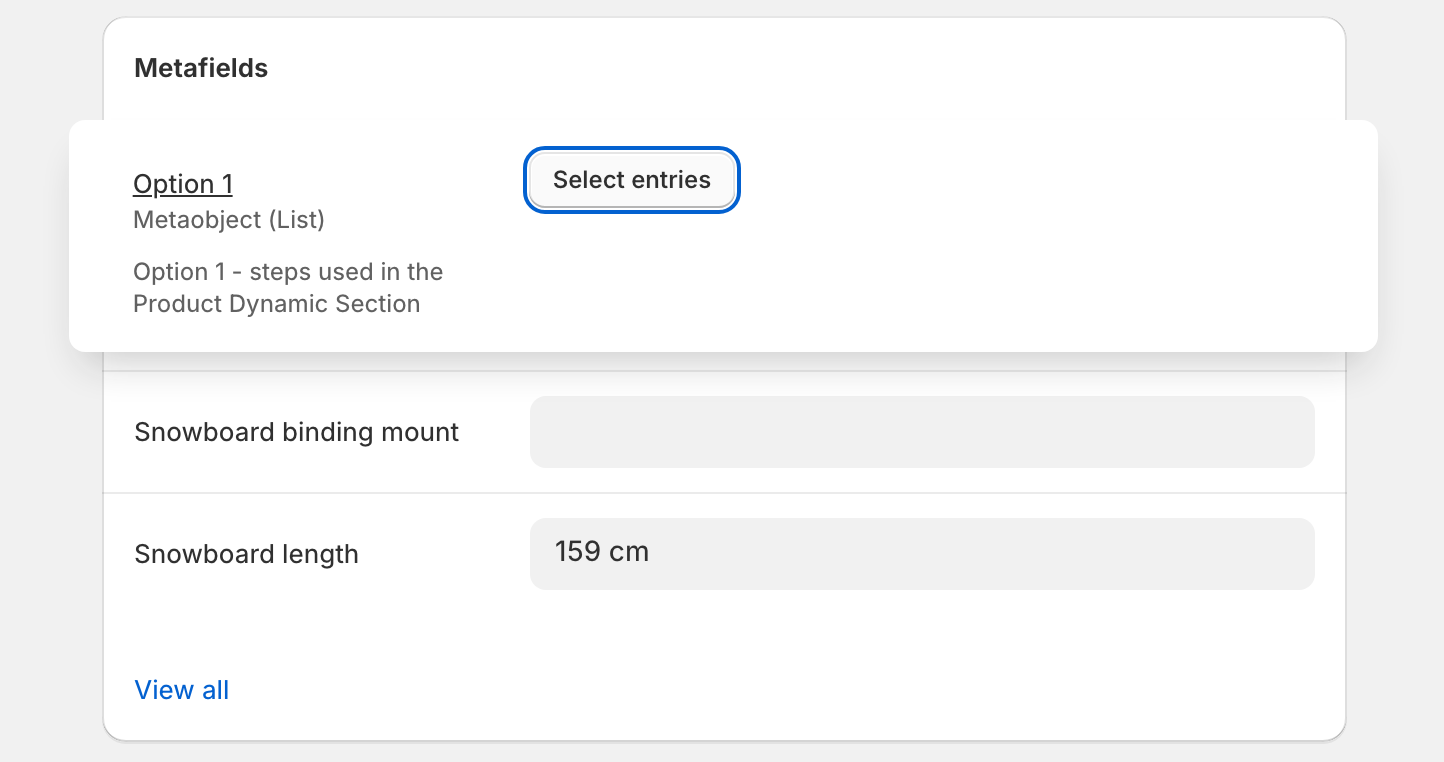 Metafields
Option 1
Select entries
Metaobject (List)
Option 1 - steps used in the
Product Dynamic Section
Snowboard binding mount
Snowboard length
159 cm
View all